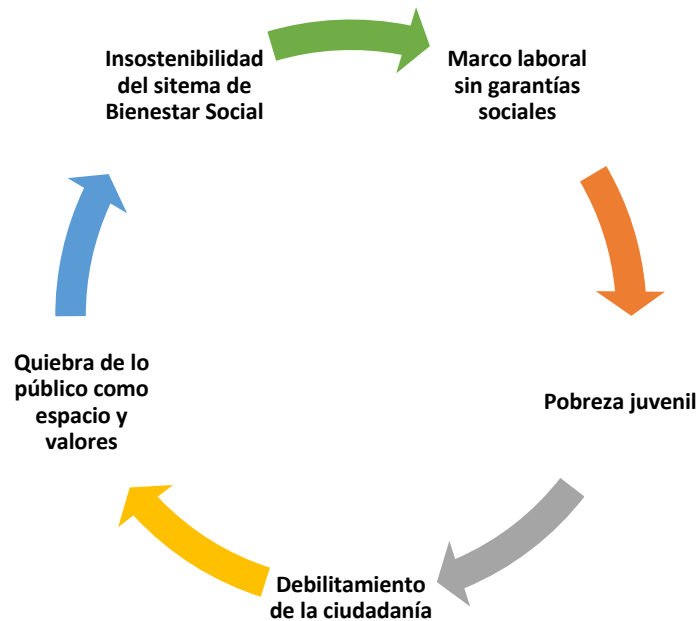 Insostenibilidad
del sitema de
Bienestar Social
Marco laboral
sin garantías
sociales
Pobreza juvenil
Debilitamiento
de la ciudadanía
Quiebra de lo
público como
espacio y
valores